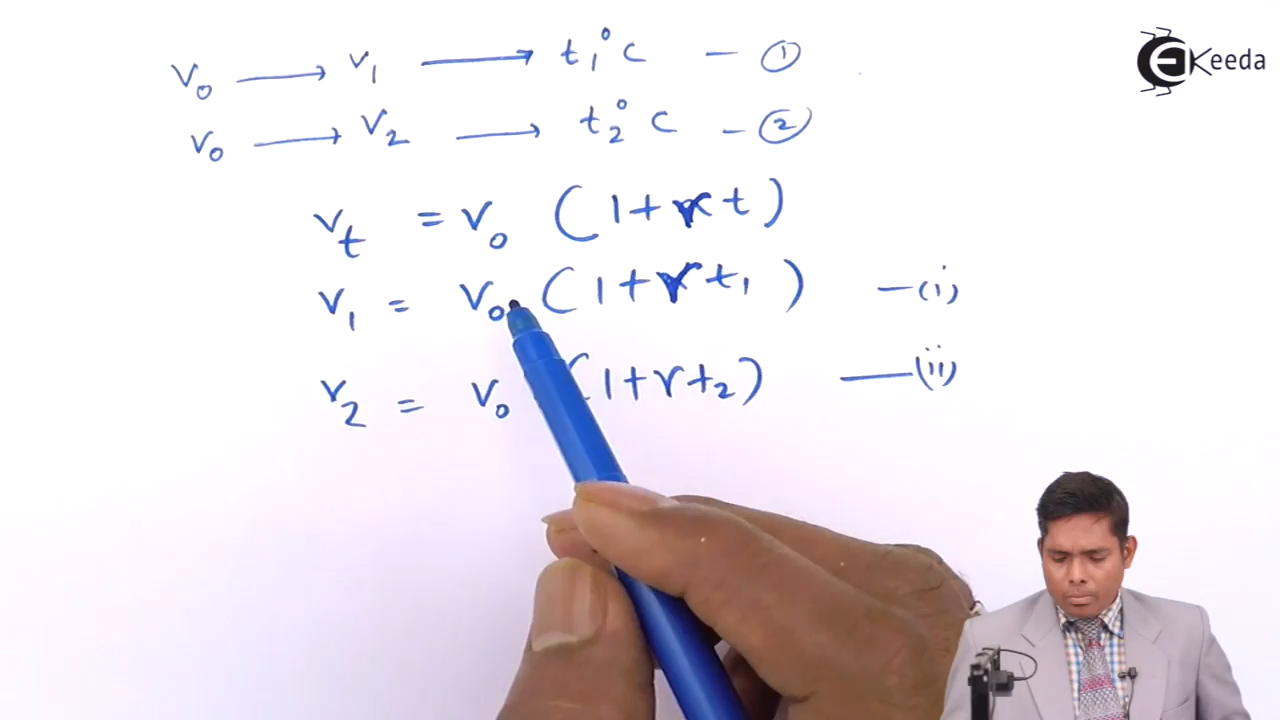 V₀ ⟶ V₁ ⟶ t₁°C – ①
V₀ ⟶ V₂ ⟶ t₂°C – ②
Vt = V₀ (1+γt)
V₁ = V₀ (1+γt₁) –(i)
V₂ = V₀ (1+γt₂) —(ii)
EKeeda